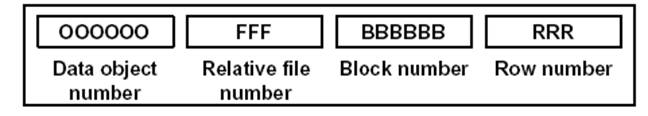 OOOOOO FFF BBBBBB RRR
Data object Relative file Block number Row number
number number